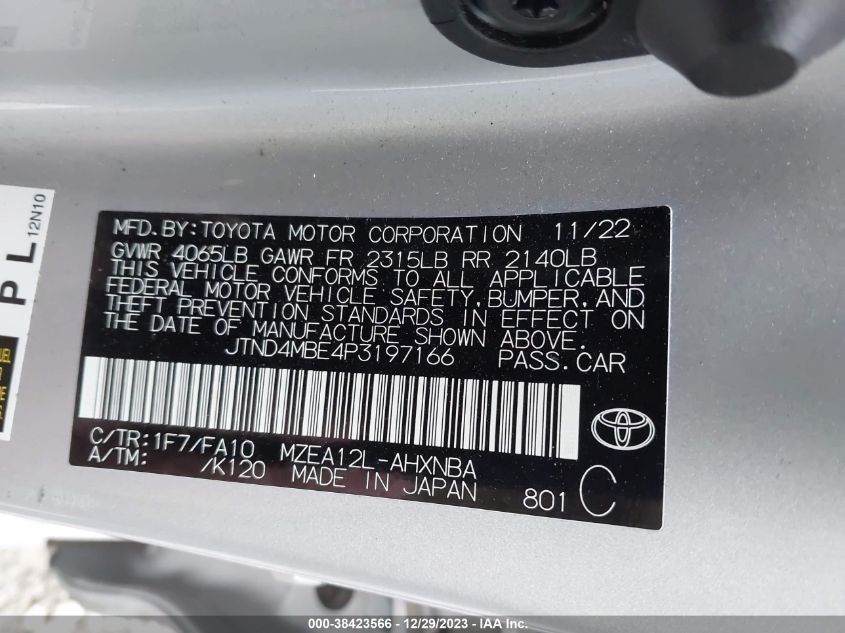 MFD.BY:TOYOTA MOTOR CORPORATION 11/22
GVWR 4065LB GAWR FR 2315LB RR 2140LB
THIS VEHICLE CONFORMS TO ALL APPLICABLE
FEDERAL MOTOR VEHICLE SAFETY,BUMPER,AND
THEFT PREVENTION STANDARDS IN EFFECT ON
THE DATE OF MANUFACTURE SHOWN ABOVE.
JTND4MBE4P3197166 PASS.CAR
C/TR:1F7/FA10 MZEA12L-AHXNBA
A/TM: /K120 MADE IN JAPAN 801 C
P L
12N10
000-38423566 - 12/29/2023 - IAA Inc.